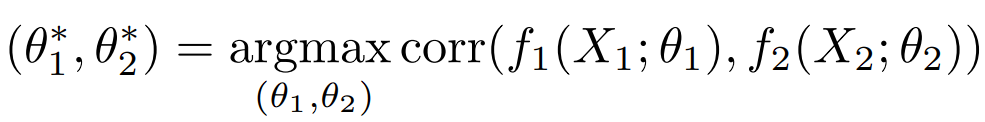 (θ₁*, θ₂*) = argmax corr(f₁(X₁; θ₁), f₂(X₂; θ₂))
(θ₁,θ₂)